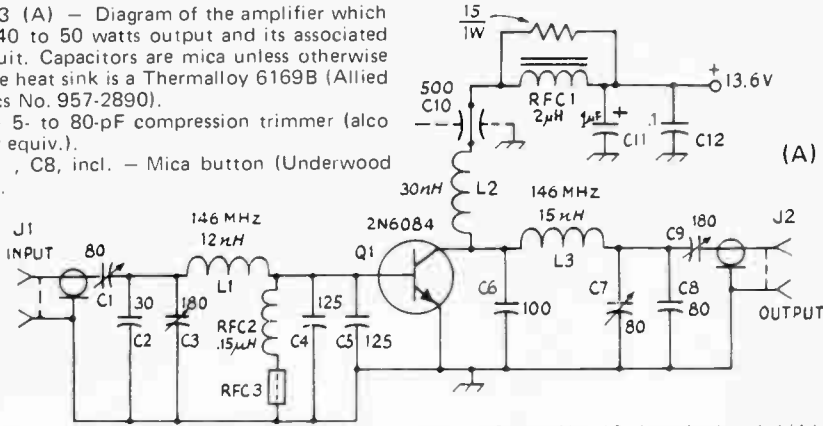 3 (A) — Diagram of the amplifier which
40 to 50 watts output and its associated
uit. Capacitors are mica unless otherwise
e heat sink is a Thermalloy 6169B (Allied
cs No. 957-2890).
5- to 80-pF compression trimmer (alco
equiv.).
, C8, incl. — Mica button (Underwood
15
1W
RFC1
2µH
+
13.6V
500
C10
1µF +
C11
.1
C12
(A)
30nH
L2
146 MHz
12nH
L1
2N6084
Q1
146 MHz
15nH
L3
J1
INPUT
80
C1
30
C2
180
C3
RFC2
.15µH
RFC3
125
C4
C5
125
C6
100
C7
80
C8
80
C9
180
J2
OUTPUT